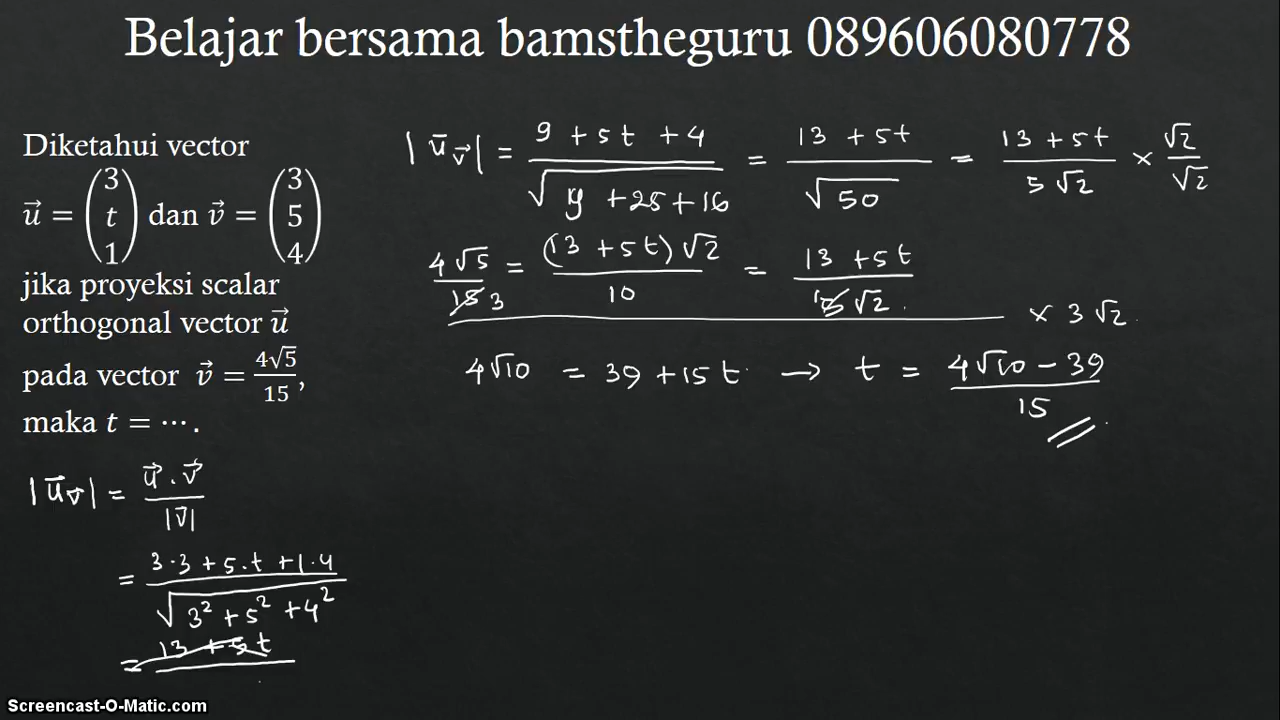 Belajar bersama bamstheguru 089606080778
Diketahui vector
u⃗ = (3 t 1) dan v⃗ = (3 5 4)
jika proyeksi scalar
orthogonal vector u⃗
pada vector v⃗ = 4√5/15,
maka t = ⋯ .
|u⃗v⃗| = u⃗ . v⃗ / |v⃗|
= 3·3 + 5.t + 1.4 / √(3² + 5² + 4²)
= 13 + 5t
|u⃗v⃗| = 9 + 5t + 4 / √(9 + 25 + 16) = 13 + 5t / √50 = 13 + 5t / 5√2 × √2/√2
4√5 / 15 3 = (13 + 5t)√2 / 10 = 13 + 5t / 5√2 .
× 3√2
4√10 = 39 + 15t → t = 4√10 − 39 / 15
Screencast-O-Matic.com